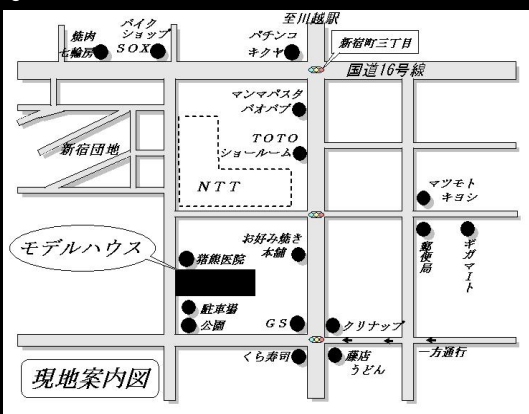 至川越駅
焼肉
七輪房
バイク
ショップ
SOX
パチンコ
キクヤ
新宿町三丁目
国道16号線
マンマパスタ
バオバブ
TOTO
ショールーム
新宿団地
NTT
マツモト
キヨシ
郵便局
ギガマート
お好み焼き
本舗
モデルハウス
猪熊医院
駐車場
公園
GS
クリナップ
一方通行
くら寿司
藤店
うどん
現地案内図